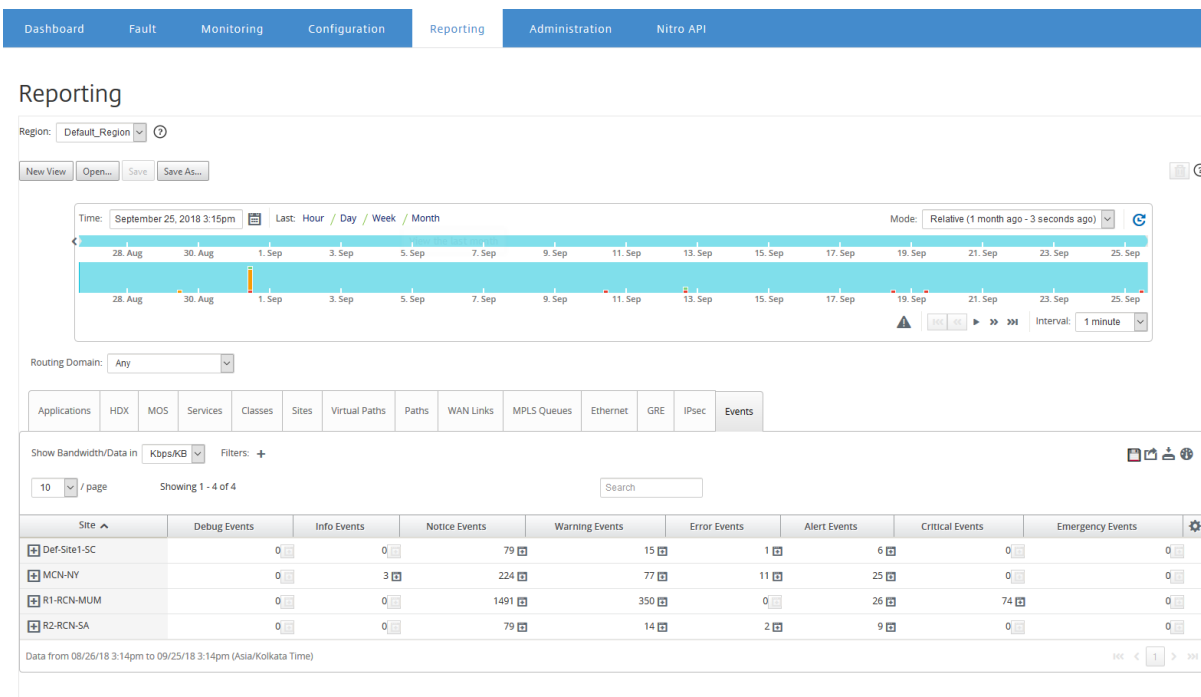 Dashboard Fault Monitoring Configuration Reporting Administration Nitro API
Reporting
Region: Default_Region
New View Open... Save Save As...
Time: September 25, 2018 3:15pm Last: Hour / Day / Week / Month Mode: Relative (1 month ago - 3 seconds ago)
28. Aug 30. Aug 1. Sep 3. Sep 5. Sep 7. Sep 9. Sep 11. Sep 13. Sep 15. Sep 17. Sep 19. Sep 21. Sep 23. Sep 25. Sep
28. Aug 30. Aug 1. Sep 3. Sep 5. Sep 7. Sep 9. Sep 11. Sep 13. Sep 15. Sep 17. Sep 19. Sep 21. Sep 23. Sep 25. Sep
Interval: 1 minute
Routing Domain: Any
Applications HDX MOS Services Classes Sites Virtual Paths Paths WAN Links MPLS Queues Ethernet GRE IPsec Events
Show Bandwidth/Data in Kbps/KB Filters: +
10 / page Showing 1 - 4 of 4 Search
Site Debug Events Info Events Notice Events Warning Events Error Events Alert Events Critical Events Emergency Events
Def-Site1-SC 0 0 79 15 1 6 0 0
MCN-NY 0 3 224 77 11 25 0 0
R1-RCN-MUM 0 0 1491 350 0 26 74 0
R2-RCN-SA 0 0 79 14 2 9 0 0
Data from 08/26/18 3:14pm to 09/25/18 3:14pm (Asia/Kolkata Time) 1